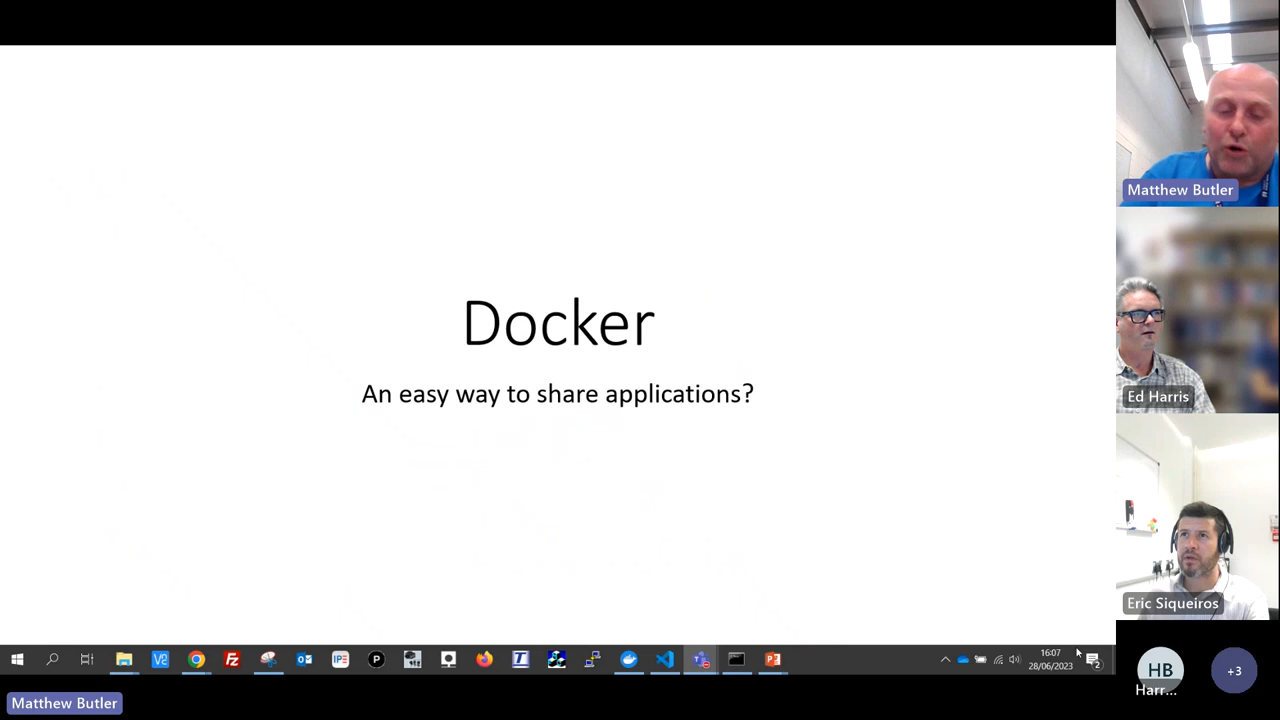 Docker
An easy way to share applications?
Matthew Butler
Ed Harris
Eric Siqueiros
HB
Harr...
+3
16:07
28/06/2023
2
Matthew Butler